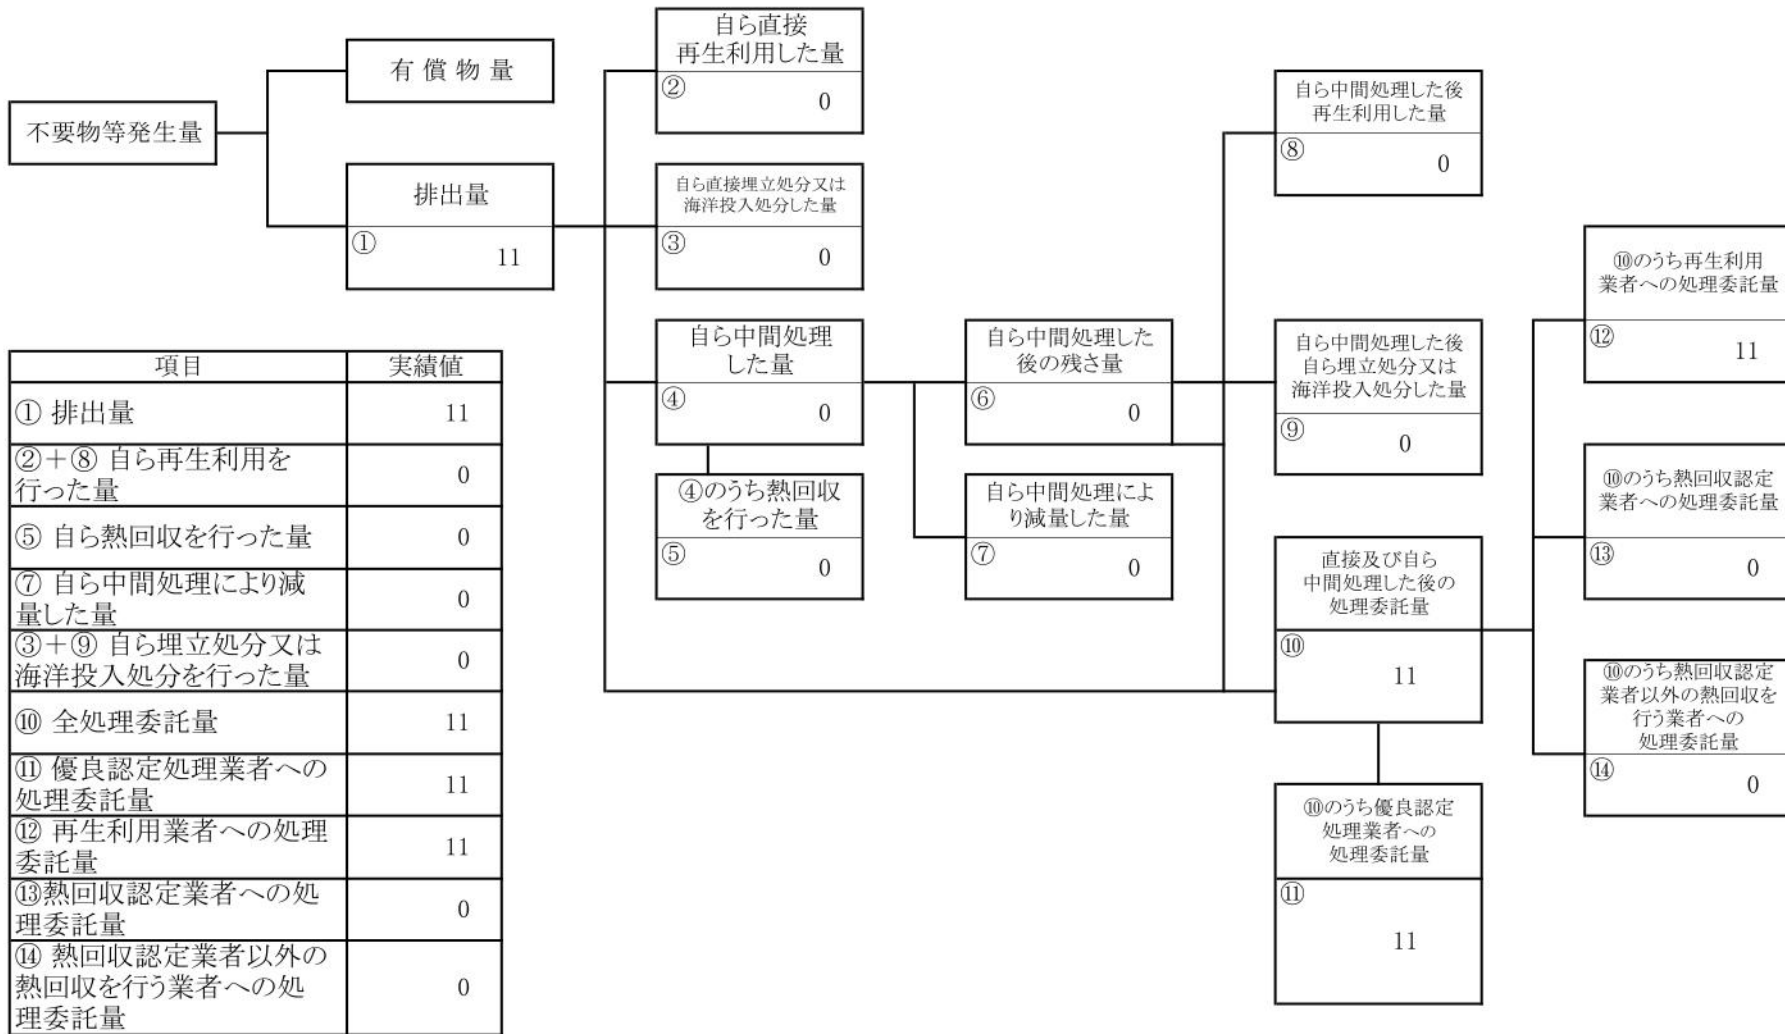 不要物等発生量
有 償 物 量
排出量
①
11
自ら直接
再生利用した量
②
0
自ら直接埋立処分又は
海洋投入処分した量
③
0
自ら中間処理
した量
④
0
④のうち熱回収
を行った量
⑤
0
自ら中間処理した
後の残さ量
⑥
0
自ら中間処理によ
り減量した量
⑦
0
自ら中間処理した後
再生利用した量
⑧
0
自ら中間処理した後
自ら埋立処分又は
海洋投入処分した量
⑨
0
直接及び自ら
中間処理した後の
処理委託量
⑩
11
⑩のうち優良認定
処理業者への
処理委託量
⑪
11
⑩のうち再生利用
業者への処理委託量
⑫
11
⑩のうち熱回収認定
業者への処理委託量
⑬
0
⑩のうち熱回収認定
業者以外の熱回収を
行う業者への
処理委託量
⑭
0
項目 実績値
① 排出量 11
②+⑧ 自ら再生利用を
行った量 0
⑤ 自ら熱回収を行った量 0
⑦ 自ら中間処理により減
量した量 0
③+⑨ 自ら埋立処分又は
海洋投入処分を行った量 0
⑩ 全処理委託量 11
⑪ 優良認定処理業者への
処理委託量 11
⑫ 再生利用業者への処理
委託量 11
⑬熱回収認定業者への処
理委託量 0
⑭ 熱回収認定業者以外の
熱回収を行う業者への処
理委託量 0